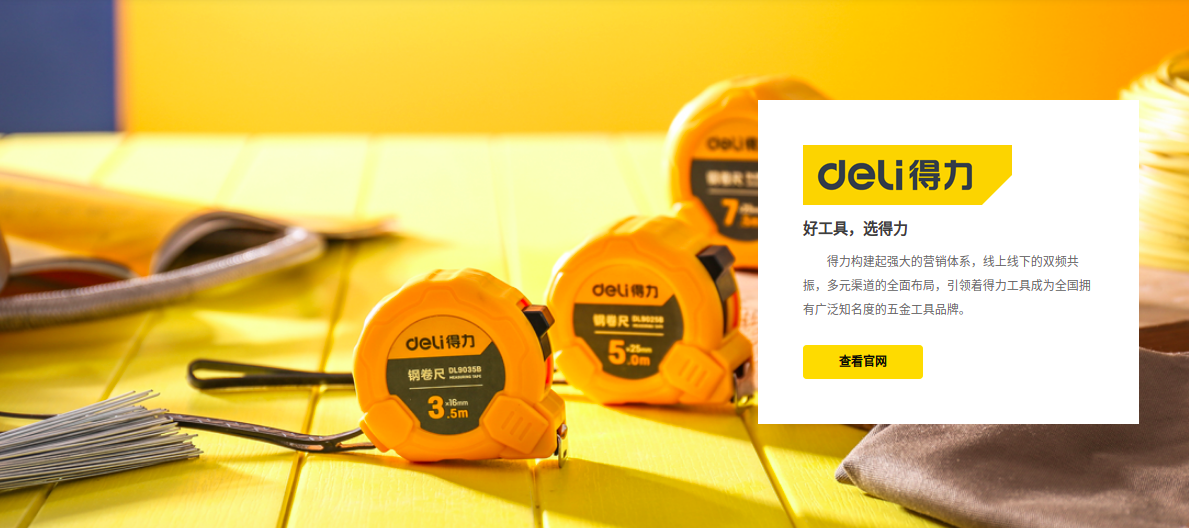 deli得力
好工具，选得力
得力构建起强大的营销体系，线上线下的双频共
振，多元渠道的全面布局，引领着得力工具成为全国拥
有广泛知名度的五金工具品牌。
查看官网
deli得力
7
deli得力
钢卷尺 DL9025B
MEASURING TAPE
5 ×25mm
.0m
deli得力
钢卷尺 DL9035B
MEASURING TAPE
3 ×16mm
.5m